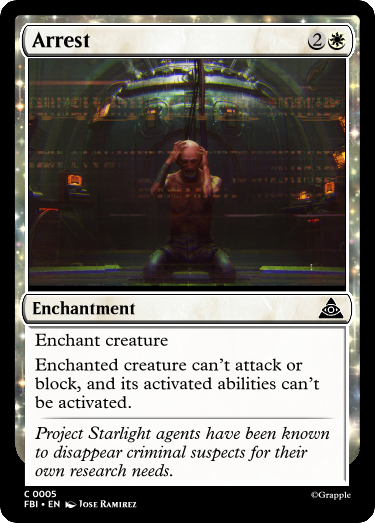 Arrest 2
Enchantment
Enchant creature
Enchanted creature can't attack or
block, and its activated abilities can't
be activated.
Project Starlight agents have been known
to disappear criminal suspects for their
own research needs.
C 0005
FBI • EN Jose Ramirez
©Grapple